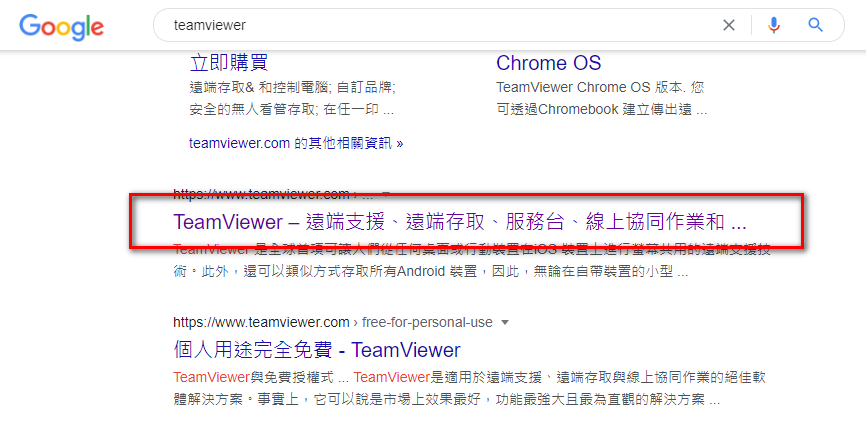 Google
teamviewer
立即購買
遠端存取& 和控制電腦; 自訂品牌;
安全的無人看管存取; 在任一印 ...
Chrome OS
TeamViewer Chrome OS 版本. 您
可透過Chromebook 建立傳出遠 ...
teamviewer.com 的其他相關資訊 »
https://www.teamviewer.com › ...
TeamViewer – 遠端支援、遠端存取、服務台、線上協同作業和 ...
TeamViewer 是全球首項可讓人們從任何桌面或行動裝置在iOS 裝置上進行螢幕共用的遠端支援技
術。此外，還可以類似方式存取所有Android 裝置，因此，無論在自帶裝置的小型 ...
https://www.teamviewer.com › free-for-personal-use
個人用途完全免費 - TeamViewer
TeamViewer與免費授權式 ... TeamViewer是適用於遠端支援、遠端存取與線上協同作業的絕佳軟
體解決方案。事實上，它可以說是市場上效果最好，功能最強大且最為直觀的解決方案 ...